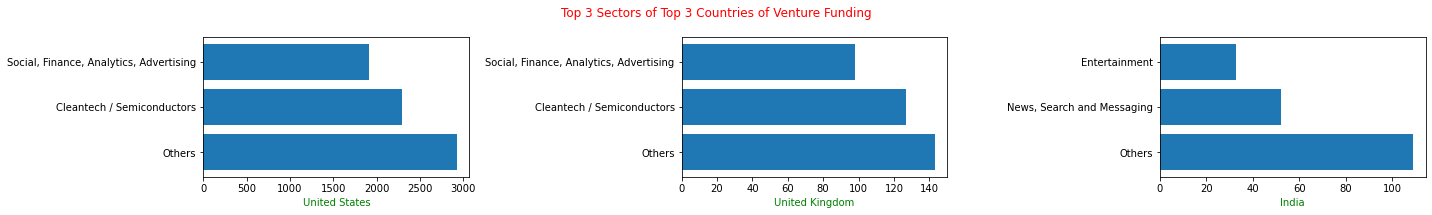 Top 3 Sectors of Top 3 Countries of Venture Funding
Social, Finance, Analytics, Advertising
Cleantech / Semiconductors
Others
0 500 1000 1500 2000 2500 3000
United States
Social, Finance, Analytics, Advertising
Cleantech / Semiconductors
Others
0 20 40 60 80 100 120 140
United Kingdom
Entertainment
News, Search and Messaging
Others
0 20 40 60 80 100
India